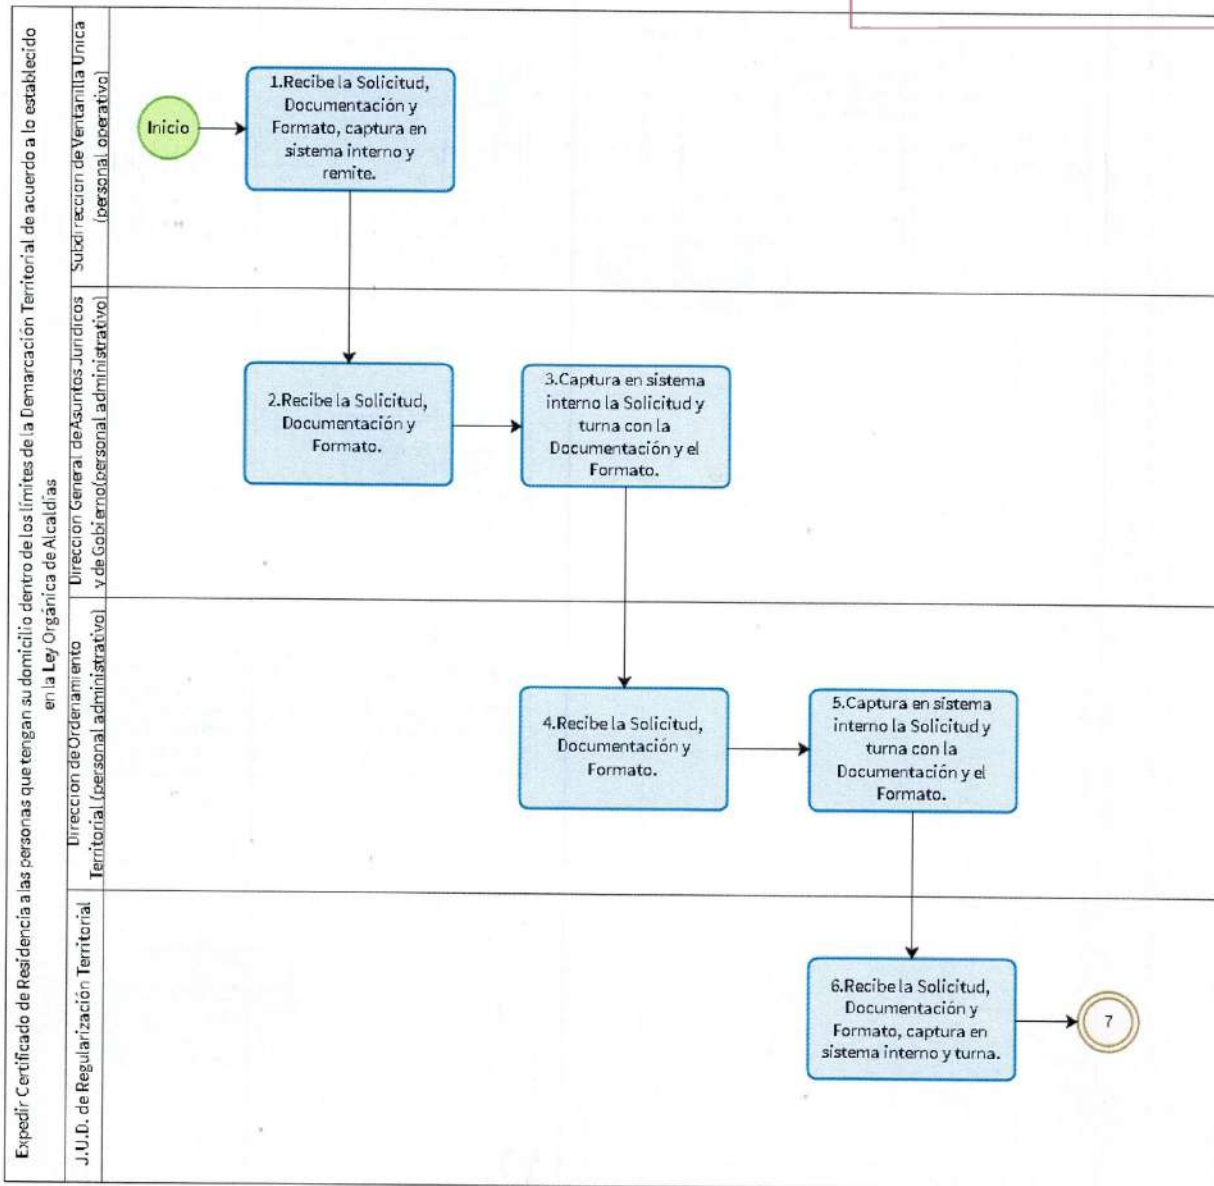 Expedir Certificado de Residencia a las personas que tengan su domicilio dentro de los límites de la Demarcación Territorial de acuerdo a lo establecido
en la Ley Orgánica de Alcaldías
Subdirección de Ventanilla Única
(personal operativo)
Inicio
1.Recibe la Solicitud,
Documentación y
Formato, captura en
sistema interno y
remite.
Dirección General de Asuntos Jurídicos
y de Gobierno(personal administrativo)
2.Recibe la Solicitud,
Documentación y
Formato.
3.Captura en sistema
interno la Solicitud y
turna con la
Documentación y el
Formato.
Dirección de Ordenamiento
Territorial (personal administrativo)
4.Recibe la Solicitud,
Documentación y
Formato.
5.Captura en sistema
interno la Solicitud y
turna con la
Documentación y el
Formato.
J.U.D. de Regularización Territorial
6.Recibe la Solicitud,
Documentación y
Formato, captura en
sistema interno y turna.
7